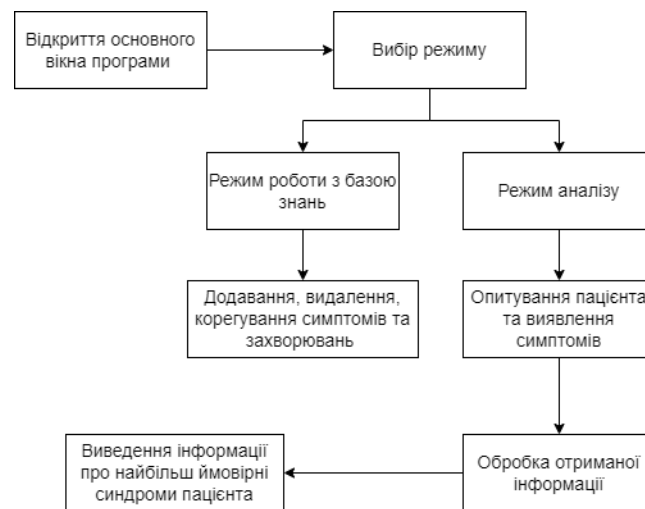 Відкриття основного
вікна програми
Вибір режиму
Режим роботи з базою
знань
Режим аналізу
Додавання, видалення,
корегування симптомів та
захворювань
Опитування пацієнта
та виявлення
симптомів
Виведення інформації
про найбільш ймовірні
синдроми пацієнта
Обробка отриманої
інформації